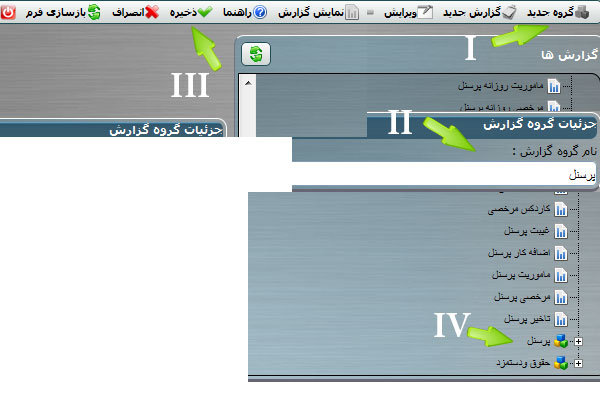 گروه جدید گزارش جدید ویرایش نمایش گزارش راهنما ذخیره انصراف بازسازی فرم
I
III
گزارش ها
ماموریت روزانه پرسنل
مرخصی روزانه پرسنل
جزئیات گروه گزارش
II
جزئیات گروه گزارش
نام گروه گزارش :
پرسنل
کاردکس مرخصی
غیبت پرسنل
اضافه کار پرسنل
ماموریت پرسنل
مرخصی پرسنل
تاخیر پرسنل
IV
پرسنل
حقوق ودستمزد